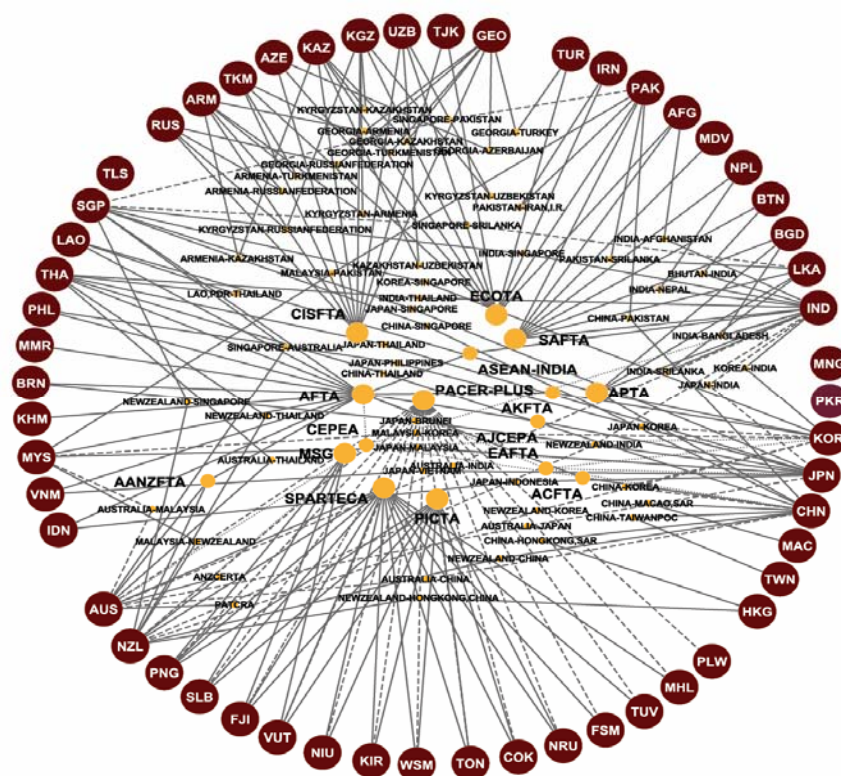 KGZ
UZB
TJK
GEO
KAZ
AZE
TUR
IRN
TKM
PAK
ARM
AFG
RUS
MDV
NPL
TLS
BTN
SGP
BGD
LAO
LKA
THA
IND
PHL
MMR
MNG
BRN
PKR
KHM
KOR
MYS
JPN
VNM
CHN
IDN
MAC
TWN
AUS
HKG
NZL
PNG
PLW
SLB
MHL
FJI
TUV
VUT
FSM
NIU
NRU
KIR
WSM
TON
COK
KYRGYZSTAN-KAZAKHSTAN
SINGAPORE-PAKISTAN
GEORGIA-ARMENIA
GEORGIA-TURKEY
GEORGIA-KAZAKHSTAN
GEORGIA-TURKMENISTAN
GEORGIA-AZERBAIJAN
GEORGIA-RUSSIANFEDERATION
ARMENIA-TURKMENISTAN
ARMENIA-RUSSIANFEDERATION
KYRGYZSTAN-UZBEKISTAN
PAKISTAN-IRAN,I.R.
KYRGYZSTAN-ARMENIA
SINGAPORE-SRILANKA
KYRGYZSTAN-RUSSIANFEDERATION
INDIA-AFGHANISTAN
INDIA-SINGAPORE
PAKISTAN-SRILANKA
ARMENIA-KAZAKHSTAN
KAZAKHSTAN-UZBEKISTAN
MALAYSIA-PAKISTAN
BHUTAN-INDIA
KOREA-SINGAPORE
INDIA-NEPAL
LAO,PDR-THAILAND
INDIA-THAILAND
ECOTA
JAPAN-SINGAPORE
CISFTA
CHINA-SINGAPORE
CHINA-PAKISTAN
SAFTA
INDIA-BANGLADESH
JAPAN-THAILAND
SINGAPORE-AUSTRALIA
JAPAN-PHILIPPINES
ASEAN-INDIA
CHINA-THAILAND
INDIA-SRILANKA
KOREA-INDIA
JAPAN-INDIA
PACER-PLUS
AFTA
APTA
NEWZEALAND-SINGAPORE
AKFTA
NEWZEALAND-THAILAND
JAPAN-BRUNEI
CEPEA
MALAYSIA-KOREA
AJCEPA
JAPAN-KOREA
JAPAN-MALAYSIA
NEWZEALAND-INDIA
MSG
EAFTA
AUSTRALIA-THAILAND
AUSTRALIA-INDIA
JAPAN-VIETNAM
AANZFTA
JAPAN-INDONESIA
CHINA-KOREA
SPARTECA
ACFTA
PICTA
CHINA-MACAO,SAR
AUSTRALIA-MALAYSIA
NEWZEALAND-KOREA
CHINA-TAIWANPOC
AUSTRALIA-JAPAN
MALAYSIA-NEWZEALAND
CHINA-HONGKONG,SAR
NEWZEALAND-CHINA
ANZCERTA
AUSTRALIA-CHINA
PATCRA
NEWZEALAND-HONGKONG,CHINA